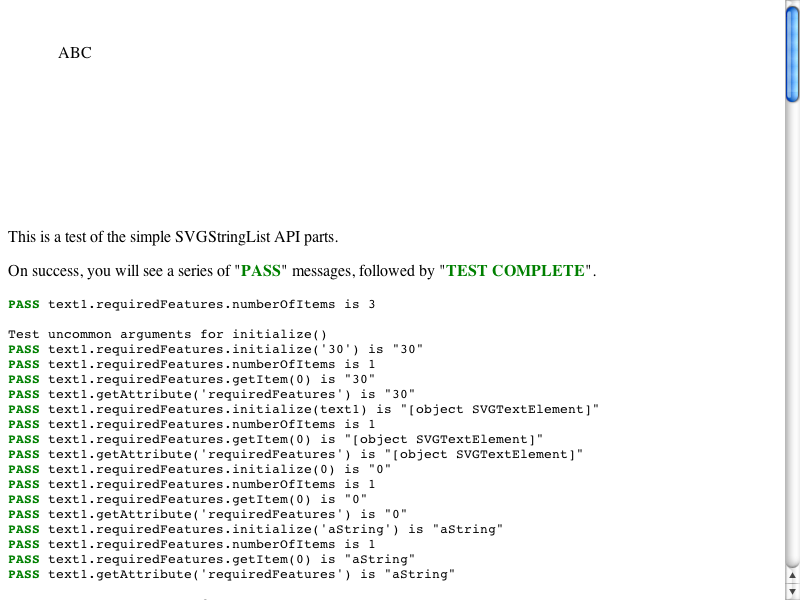 ABC
This is a test of the simple SVGStringList API parts.
On success, you will see a series of "PASS" messages, followed by "TEST COMPLETE".
PASS text1.requiredFeatures.numberOfItems is 3
Test uncommon arguments for initialize()
PASS text1.requiredFeatures.initialize('30') is "30"
PASS text1.requiredFeatures.numberOfItems is 1
PASS text1.requiredFeatures.getItem(0) is "30"
PASS text1.getAttribute('requiredFeatures') is "30"
PASS text1.requiredFeatures.initialize(text1) is "[object SVGTextElement]"
PASS text1.requiredFeatures.numberOfItems is 1
PASS text1.requiredFeatures.getItem(0) is "[object SVGTextElement]"
PASS text1.getAttribute('requiredFeatures') is "[object SVGTextElement]"
PASS text1.requiredFeatures.initialize(0) is "0"
PASS text1.requiredFeatures.numberOfItems is 1
PASS text1.requiredFeatures.getItem(0) is "0"
PASS text1.getAttribute('requiredFeatures') is "0"
PASS text1.requiredFeatures.initialize('aString') is "aString"
PASS text1.requiredFeatures.numberOfItems is 1
PASS text1.requiredFeatures.getItem(0) is "aString"
PASS text1.getAttribute('requiredFeatures') is "aString"